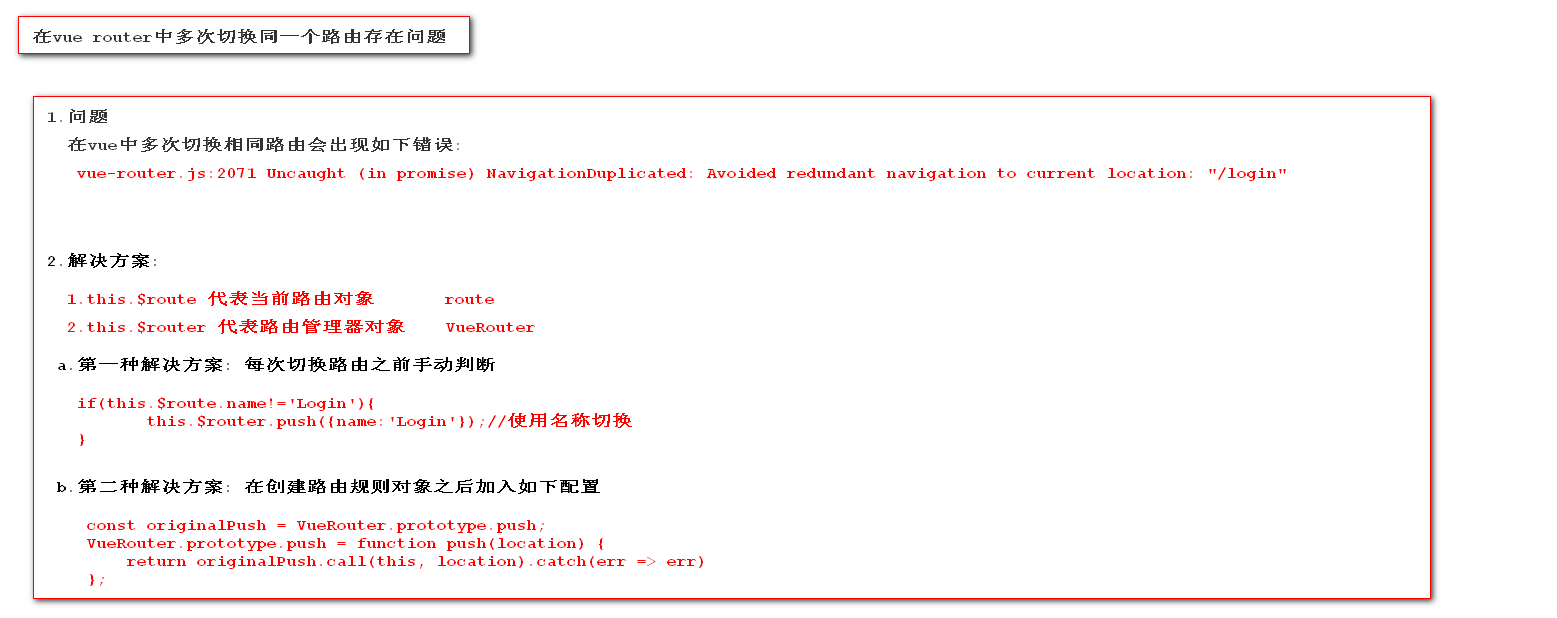 在vue router中多次切换同一个路由存在问题
1.问题
在vue中多次切换相同路由会出现如下错误:
vue-router.js:2071 Uncaught (in promise) NavigationDuplicated: Avoided redundant navigation to current location: "/login"
2.解决方案:
1.this.$route 代表当前路由对象 route
2.this.$router 代表路由管理器对象 VueRouter
a.第一种解决方案: 每次切换路由之前手动判断
if(this.$route.name!='Login'){
this.$router.push({name:'Login'});//使用名称切换
}
b.第二种解决方案: 在创建路由规则对象之后加入如下配置
const originalPush = VueRouter.prototype.push;
VueRouter.prototype.push = function push(location) {
return originalPush.call(this, location).catch(err => err)
};